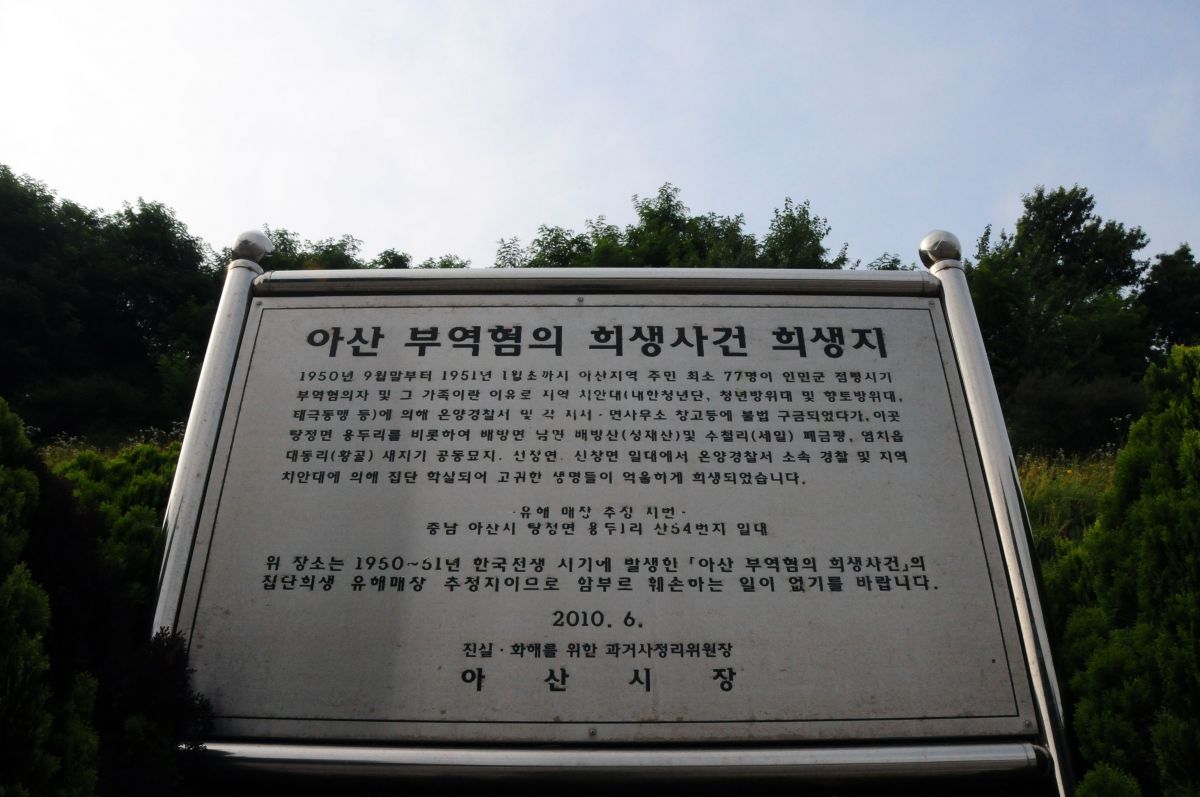 아산 부역혐의 희생사건 희생지
1950년 9월말부터 1951년 1월초까지 아산지역 주민 최소 77명이 인민군 점령시기
부역혐의자 및 그 가족이란 이유로 지역 치안대(대한청년단, 청년방위대 및 향토방위대,
태극동맹 등)에 의해 온양경찰서 및 각 지서·면사무소 창고등에 불법 구금되었다가, 이곳
탕정면 용두리를 비롯하여 배방면 남면 배방산(성재산)및 수철리(세일) 폐금광, 염치읍
대동리(황골) 새지기 공동묘지, 선장면, 신창면 일대에서 온양경찰서 소속 경찰 및 지역
치안대에 의해 집단 학살되어 고귀한 생명들이 억울하게 희생되었습니다.
-유해 매장 추정 지번-
충남 아산시 탕정면 용두1리 산54번지 일대
위 장소는 1950~51년 한국전쟁 시기에 발생한 「아산 부역혐의 희생사건」의
집단희생 유해매장 추정지이므로 함부로 훼손하는 일이 없기를 바랍니다.
2010. 6.
진실·화해를 위한 과거사정리위원장
아 산 시 장